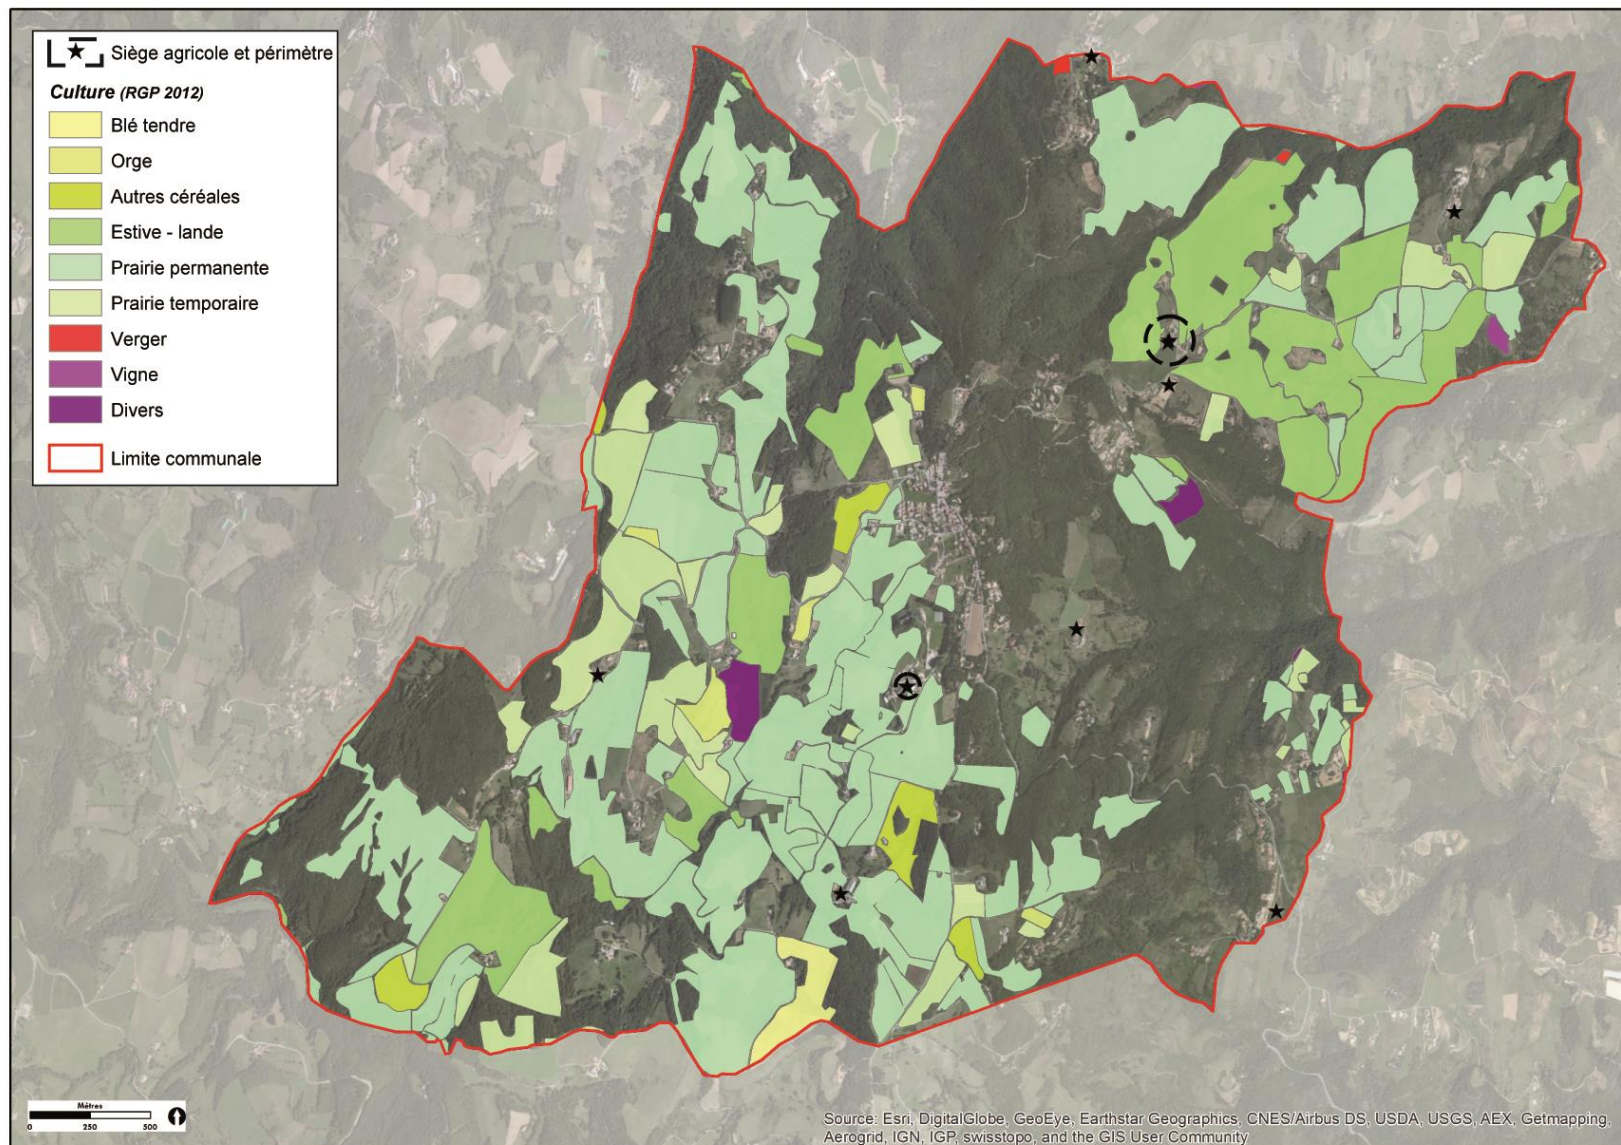 Siège agricole et périmètre
Culture (RGP 2012)
Blé tendre
Orge
Autres céréales
Estive - lande
Prairie permanente
Prairie temporaire
Verger
Vigne
Divers
Limite communale
Mètres
0 250 500
Source: Esri, DigitalGlobe, GeoEye, Earthstar Geographics, CNES/Airbus DS, USDA, USGS, AEX, Getmapping,
Aerogrid, IGN, IGP, swisstopo, and the GIS User Community